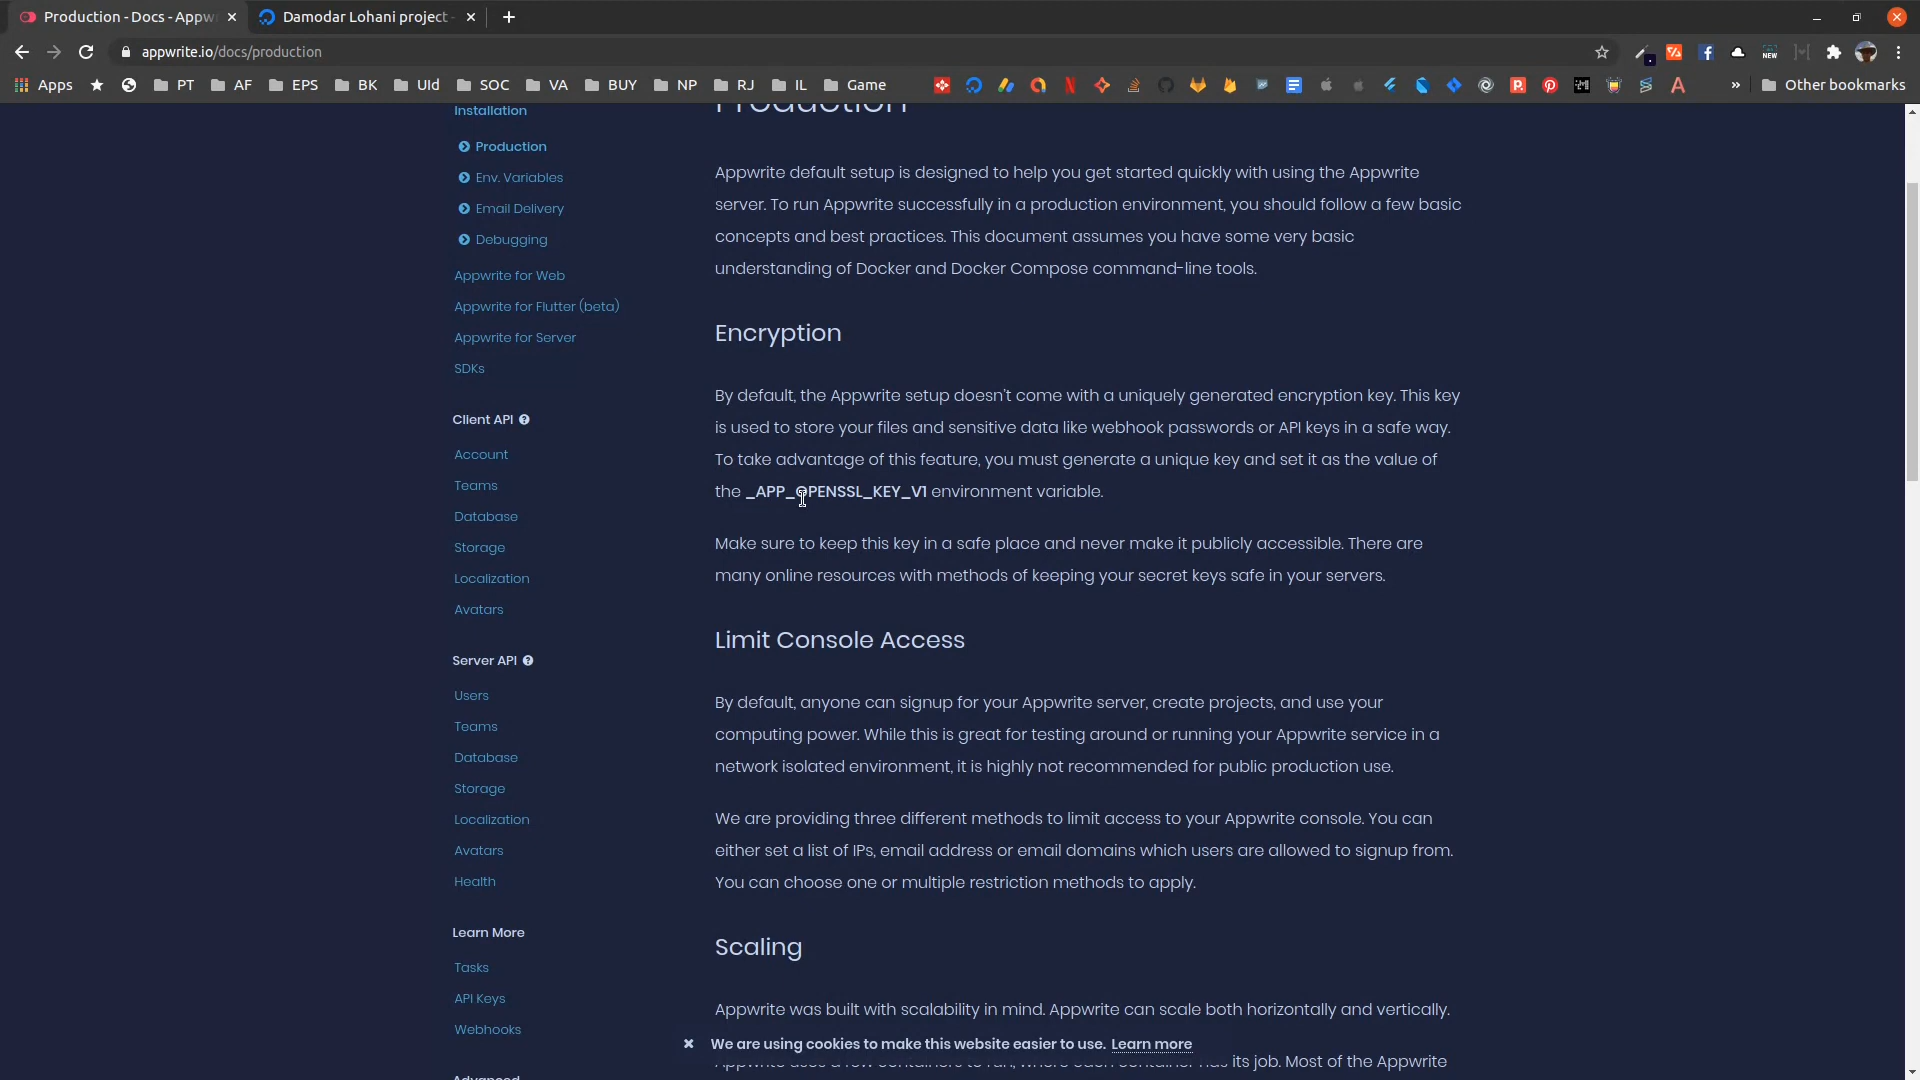 Production - Docs - Appw
Damodar Lohani project -
appwrite.io/docs/production
Apps
PT
AF
EPS
BK
UId
SOC
VA
BUY
NP
RJ
IL
Game
Other bookmarks
Installation
Production
Env. Variables
Email Delivery
Debugging
Appwrite for Web
Appwrite for Flutter (beta)
Appwrite for Server
SDKs
Client API
Account
Teams
Database
Storage
Localization
Avatars
Server API
Users
Teams
Database
Storage
Localization
Avatars
Health
Learn More
Tasks
API Keys
Webhooks
Advanced
Production
Appwrite default setup is designed to help you get started quickly with using the Appwrite
server. To run Appwrite successfully in a production environment, you should follow a few basic
concepts and best practices. This document assumes you have some very basic
understanding of Docker and Docker Compose command-line tools.
Encryption
By default, the Appwrite setup doesn't come with a uniquely generated encryption key. This key
is used to store your files and sensitive data like webhook passwords or API keys in a safe way.
To take advantage of this feature, you must generate a unique key and set it as the value of
the _APP_OPENSSL_KEY_V1 environment variable.
Make sure to keep this key in a safe place and never make it publicly accessible. There are
many online resources with methods of keeping your secret keys safe in your servers.
Limit Console Access
By default, anyone can signup for your Appwrite server, create projects, and use your
computing power. While this is great for testing around or running your Appwrite service in a
network isolated environment, it is highly not recommended for public production use.
We are providing three different methods to limit access to your Appwrite console. You can
either set a list of IPs, email address or email domains which users are allowed to signup from.
You can choose one or multiple restriction methods to apply.
Scaling
Appwrite was built with scalability in mind. Appwrite can scale both horizontally and vertically.
We are using cookies to make this website easier to use. Learn more
Appwrite uses a few containers to run, where each container has its job. Most of the Appwrite